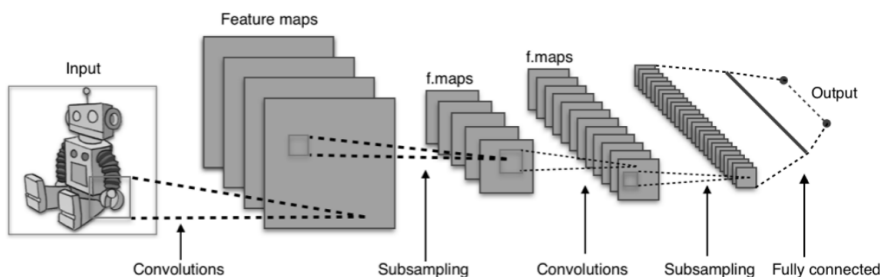 Feature maps
Input
f.maps
f.maps
Output
Convolutions
Subsampling
Convolutions
Subsampling
Fully connected